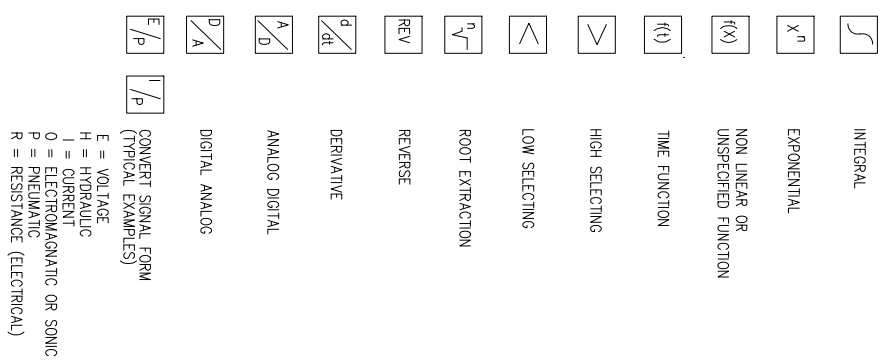 ∫ INTEGRAL
Xⁿ EXPONENTIAL
f(X) NON LINEAR OR
UNSPECIFIED FUNCTION
f(t) TIME FUNCTION
> HIGH SELECTING
< LOW SELECTING
ⁿ√ ROOT EXTRACTION
REV REVERSE
d/dt DERIVATIVE
A/D ANALOG DIGITAL
D/A DIGITAL ANALOG
E/P I/P CONVERT SIGNAL FORM
(TYPICAL EXAMPLES)
E = VOLTAGE
H = HYDRAULIC
I = CURRENT
O = ELECTROMAGNETIC OR SONIC
P = PNEUMATIC
R = RESISTANCE (ELECTRICAL)